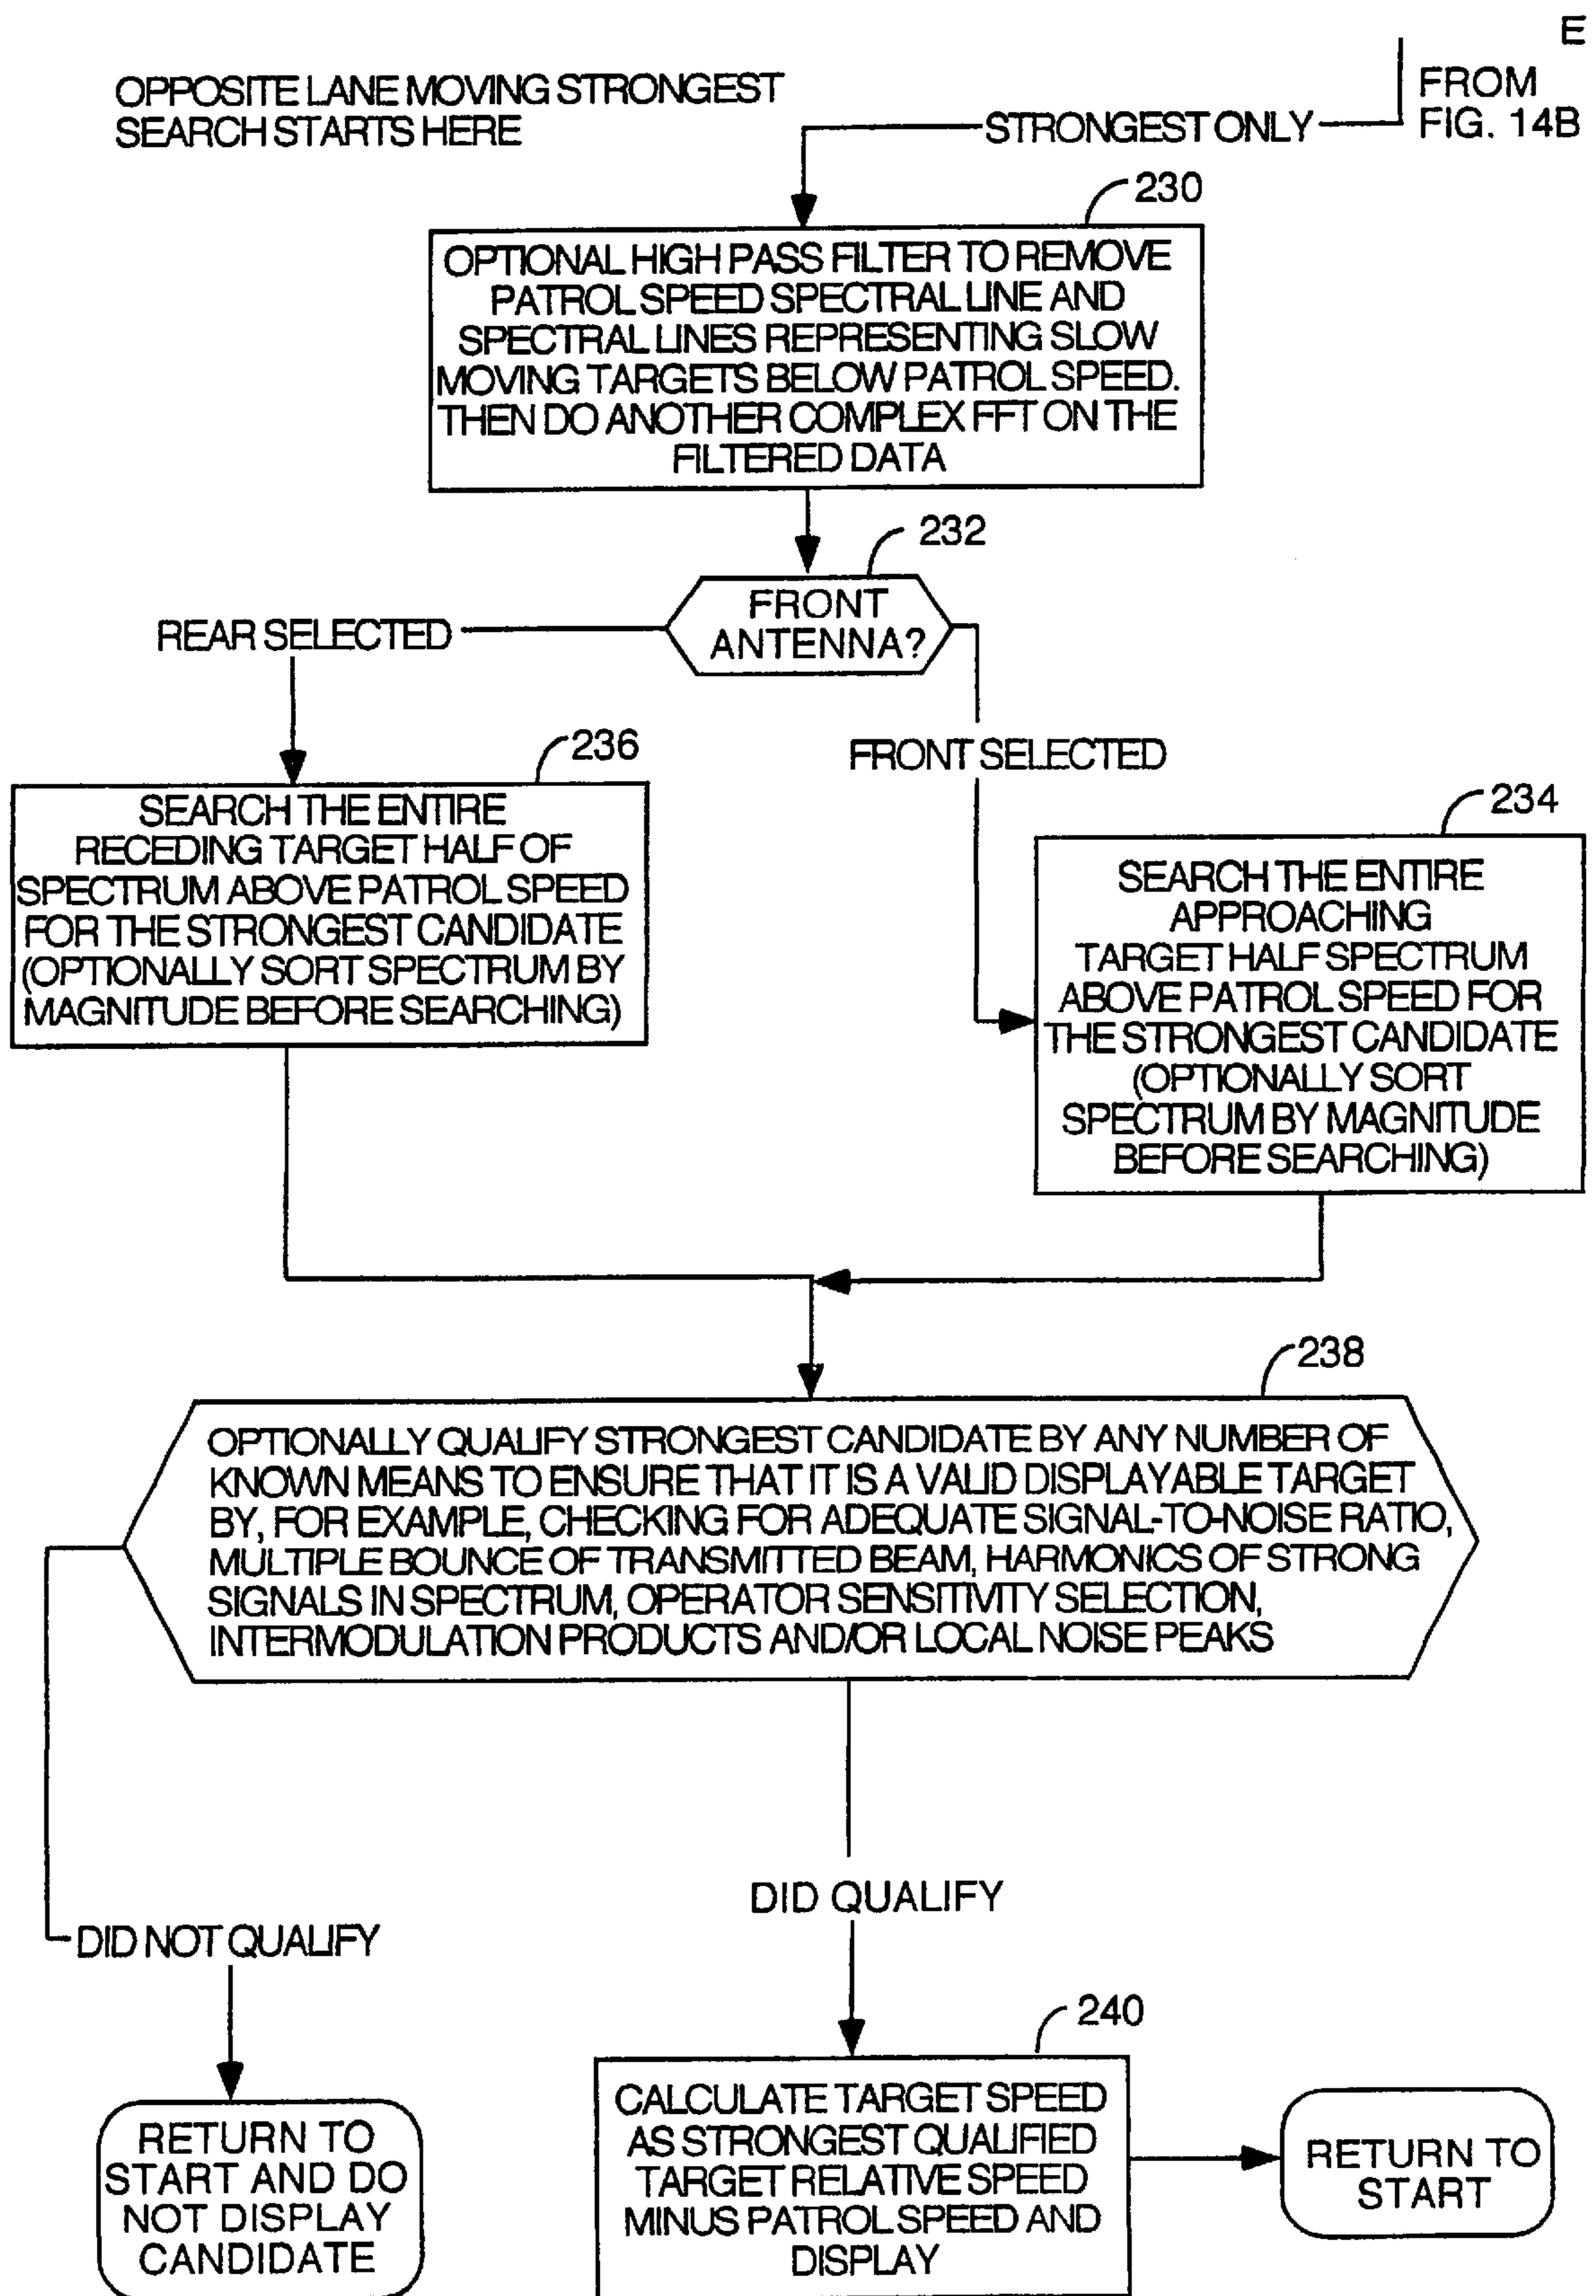 E
OPPOSITE LANE MOVING STRONGEST
SEARCH STARTS HERE
FROM
FIG. 14B
STRONGEST ONLY
230
OPTIONAL HIGH PASS FILTER TO REMOVE
PATROL SPEED SPECTRAL LINE AND
SPECTRAL LINES REPRESENTING SLOW
MOVING TARGETS BELOW PATROL SPEED.
THEN DO ANOTHER COMPLEX FFT ON THE
FILTERED DATA
232
FRONT
ANTENNA?
REAR SELECTED
FRONT SELECTED
236
SEARCH THE ENTIRE
RECEDING TARGET HALF OF
SPECTRUM ABOVE PATROL SPEED
FOR THE STRONGEST CANDIDATE
(OPTIONALLY SORT SPECTRUM BY
MAGNITUDE BEFORE SEARCHING)
234
SEARCH THE ENTIRE
APPROACHING
TARGET HALF SPECTRUM
ABOVE PATROL SPEED FOR
THE STRONGEST CANDIDATE
(OPTIONALLY SORT
SPECTRUM BY MAGNITUDE
BEFORE SEARCHING)
238
OPTIONALLY QUALIFY STRONGEST CANDIDATE BY ANY NUMBER OF
KNOWN MEANS TO ENSURE THAT IT IS A VALID DISPLAYABLE TARGET
BY, FOR EXAMPLE, CHECKING FOR ADEQUATE SIGNAL-TO-NOISE RATIO,
MULTIPLE BOUNCE OF TRANSMITTED BEAM, HARMONICS OF STRONG
SIGNALS IN SPECTRUM, OPERATOR SENSITIVITY SELECTION,
INTERMODULATION PRODUCTS AND/OR LOCAL NOISE PEAKS
DID QUALIFY
DID NOT QUALIFY
240
RETURN TO
START AND DO
NOT DISPLAY
CANDIDATE
CALCULATE TARGET SPEED
AS STRONGEST QUALIFIED
TARGET RELATIVE SPEED
MINUS PATROL SPEED AND
DISPLAY
RETURN TO
START